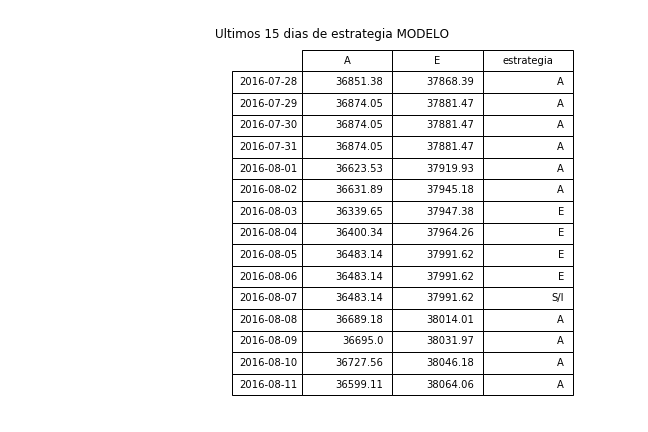 Ultimos 15 dias de estrategia MODELO
A E estrategia
2016-07-28 36851.38 37868.39 A
2016-07-29 36874.05 37881.47 A
2016-07-30 36874.05 37881.47 A
2016-07-31 36874.05 37881.47 A
2016-08-01 36623.53 37919.93 A
2016-08-02 36631.89 37945.18 A
2016-08-03 36339.65 37947.38 E
2016-08-04 36400.34 37964.26 E
2016-08-05 36483.14 37991.62 E
2016-08-06 36483.14 37991.62 E
2016-08-07 36483.14 37991.62 S/I
2016-08-08 36689.18 38014.01 A
2016-08-09 36695.0 38031.97 A
2016-08-10 36727.56 38046.18 A
2016-08-11 36599.11 38064.06 A